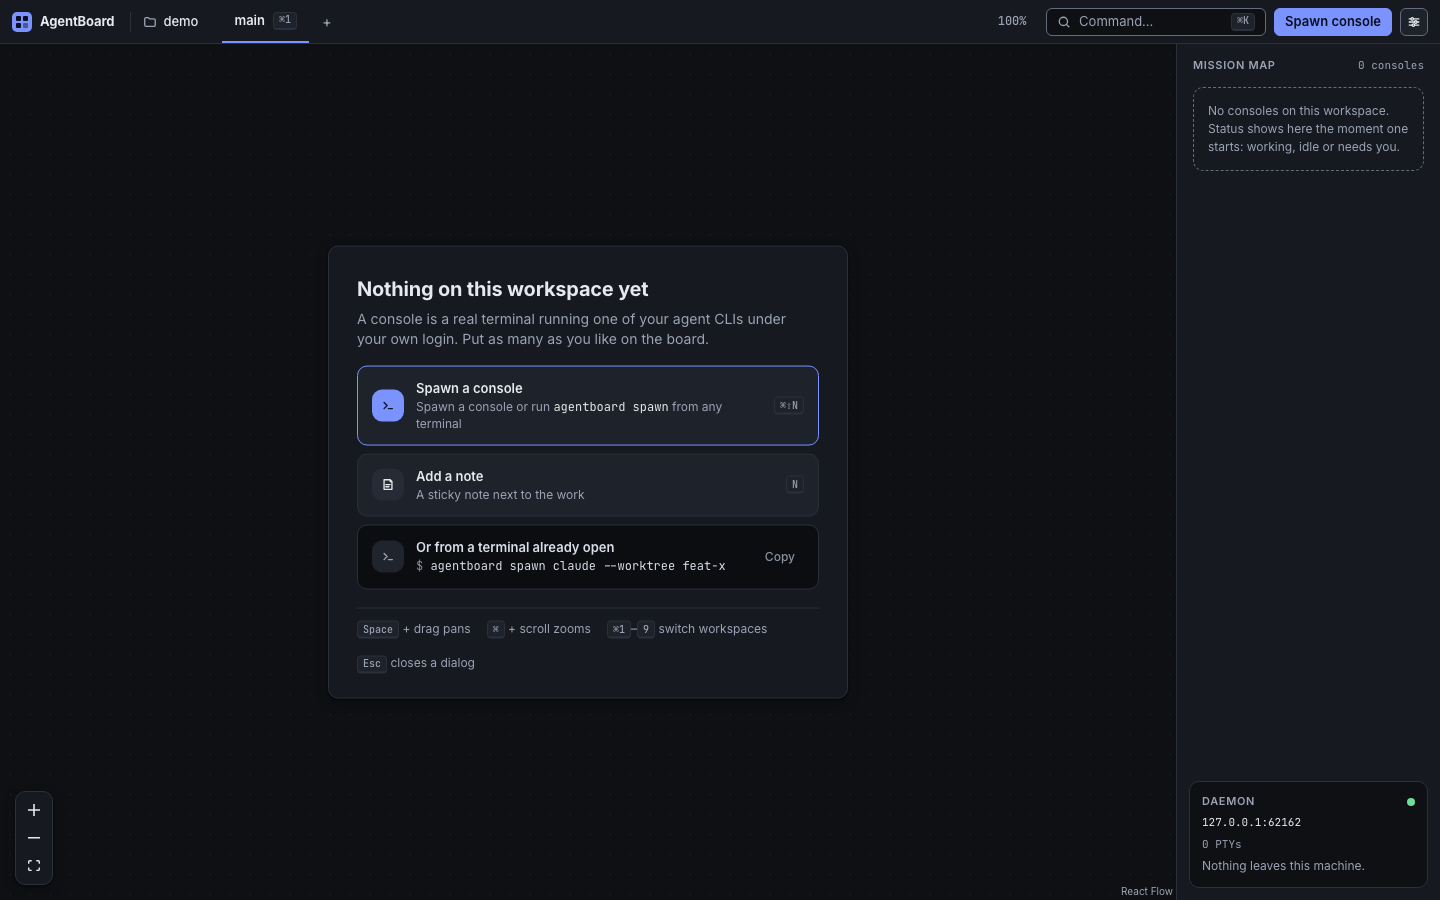 AgentBoard
demo
main ⌘1
+
100%
Command... ⌘K
Spawn console
MISSION MAP 0 consoles
No consoles on this workspace.
Status shows here the moment one
starts: working, idle or needs you.
Nothing on this workspace yet
A console is a real terminal running one of your agent CLIs under
your own login. Put as many as you like on the board.
Spawn a console
Spawn a console or run agentboard spawn from any
terminal
⌘⇧N
Add a note
A sticky note next to the work
N
Or from a terminal already open
$ agentboard spawn claude --worktree feat-x
Copy
Space + drag pans ⌘ + scroll zooms ⌘1–9 switch workspaces
Esc closes a dialog
DAEMON
127.0.0.1:62162
0 PTYs
Nothing leaves this machine.
React Flow